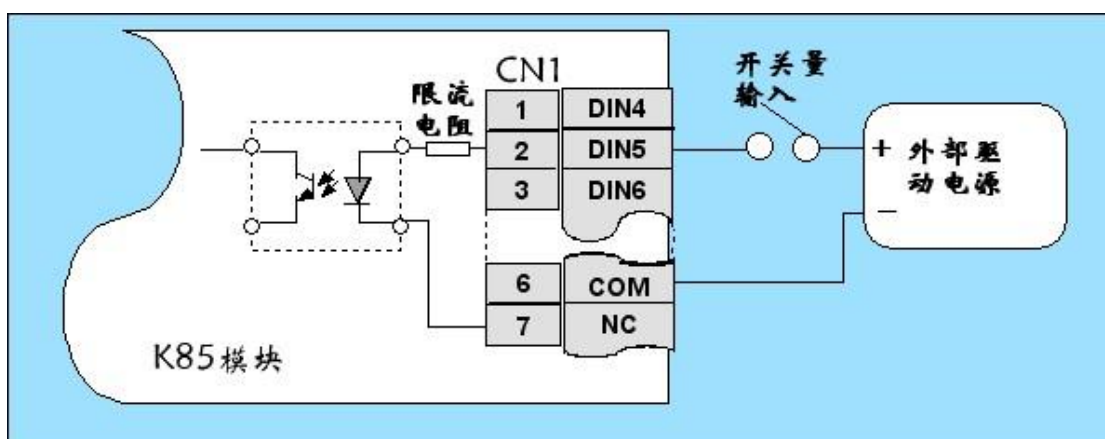 CN1
限流
电阻
开关量
输入
1 DIN4
2 DIN5
3 DIN6
+ 外部驱
动电源
−
6 COM
7 NC
K85模块